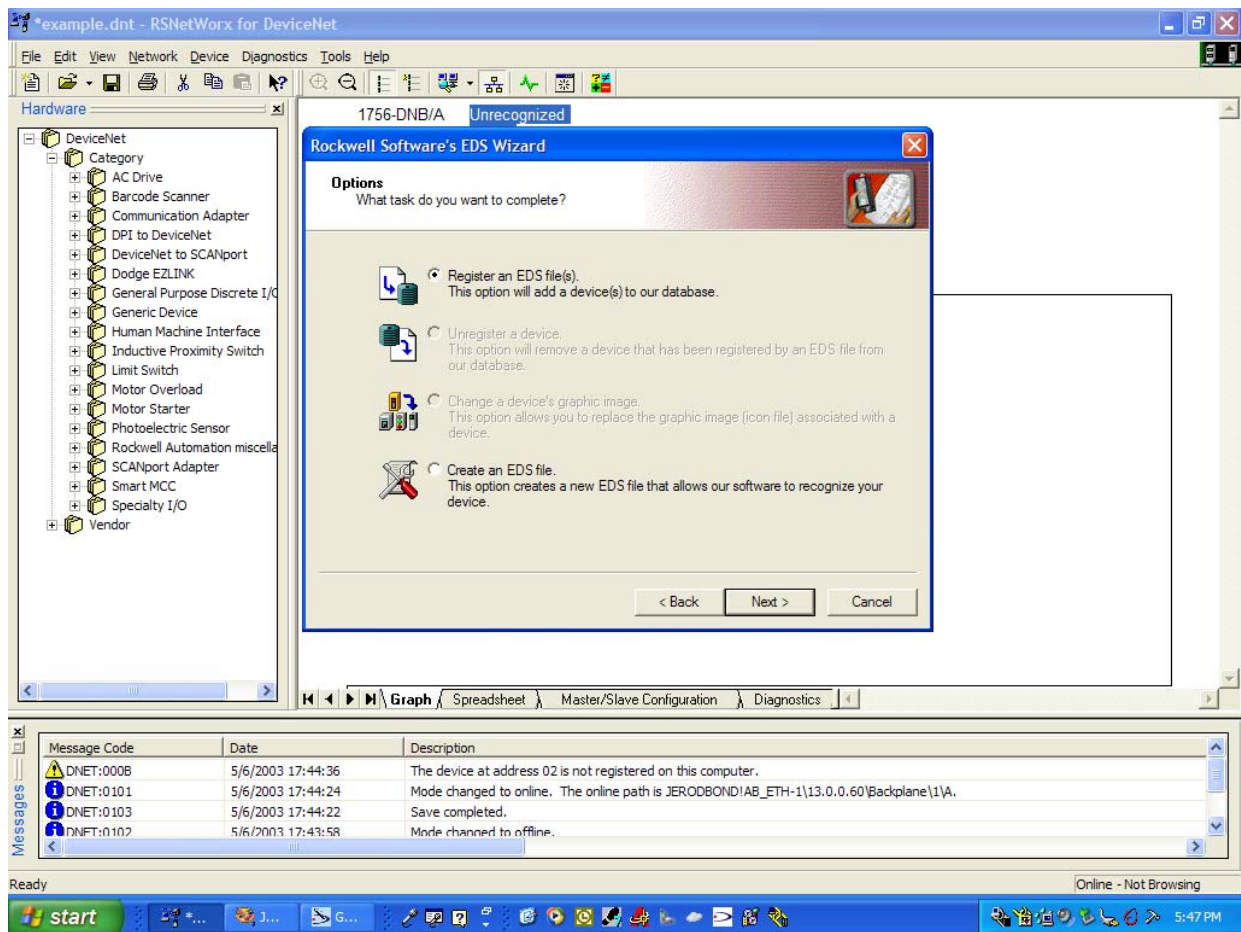 *example.dnt - RSNetWorx for DeviceNet
File Edit View Network Device Diagnostics Tools Help
Hardware
DeviceNet
Category
AC Drive
Barcode Scanner
Communication Adapter
DPI to DeviceNet
DeviceNet to SCANport
Dodge EZLINK
General Purpose Discrete I/O
Generic Device
Human Machine Interface
Inductive Proximity Switch
Limit Switch
Motor Overload
Motor Starter
Photoelectric Sensor
Rockwell Automation miscella
SCANport Adapter
Smart MCC
Specialty I/O
Vendor
1756-DNB/A Unrecognized
Rockwell Software's EDS Wizard
Options
What task do you want to complete?
Register an EDS file(s).
This option will add a device(s) to our database.
Unregister a device.
This option will remove a device that has been registered by an EDS file from
our database.
Change a device's graphic image.
This option allows you to replace the graphic image (icon file) associated with a
device.
Create an EDS file.
This option creates a new EDS file that allows our software to recognize your
device.
< Back Next > Cancel
Graph Spreadsheet Master/Slave Configuration Diagnostics
Messages
Message Code Date Description
DNET:000B 5/6/2003 17:44:36 The device at address 02 is not registered on this computer.
DNET:0101 5/6/2003 17:44:24 Mode changed to online. The online path is JERODBOND!AB_ETH-1\13.0.0.60\Backplane\1\A.
DNET:0103 5/6/2003 17:44:22 Save completed.
DNET:0102 5/6/2003 17:43:58 Mode changed to offline.
Ready Online - Not Browsing
start *... J... G... 5:47 PM